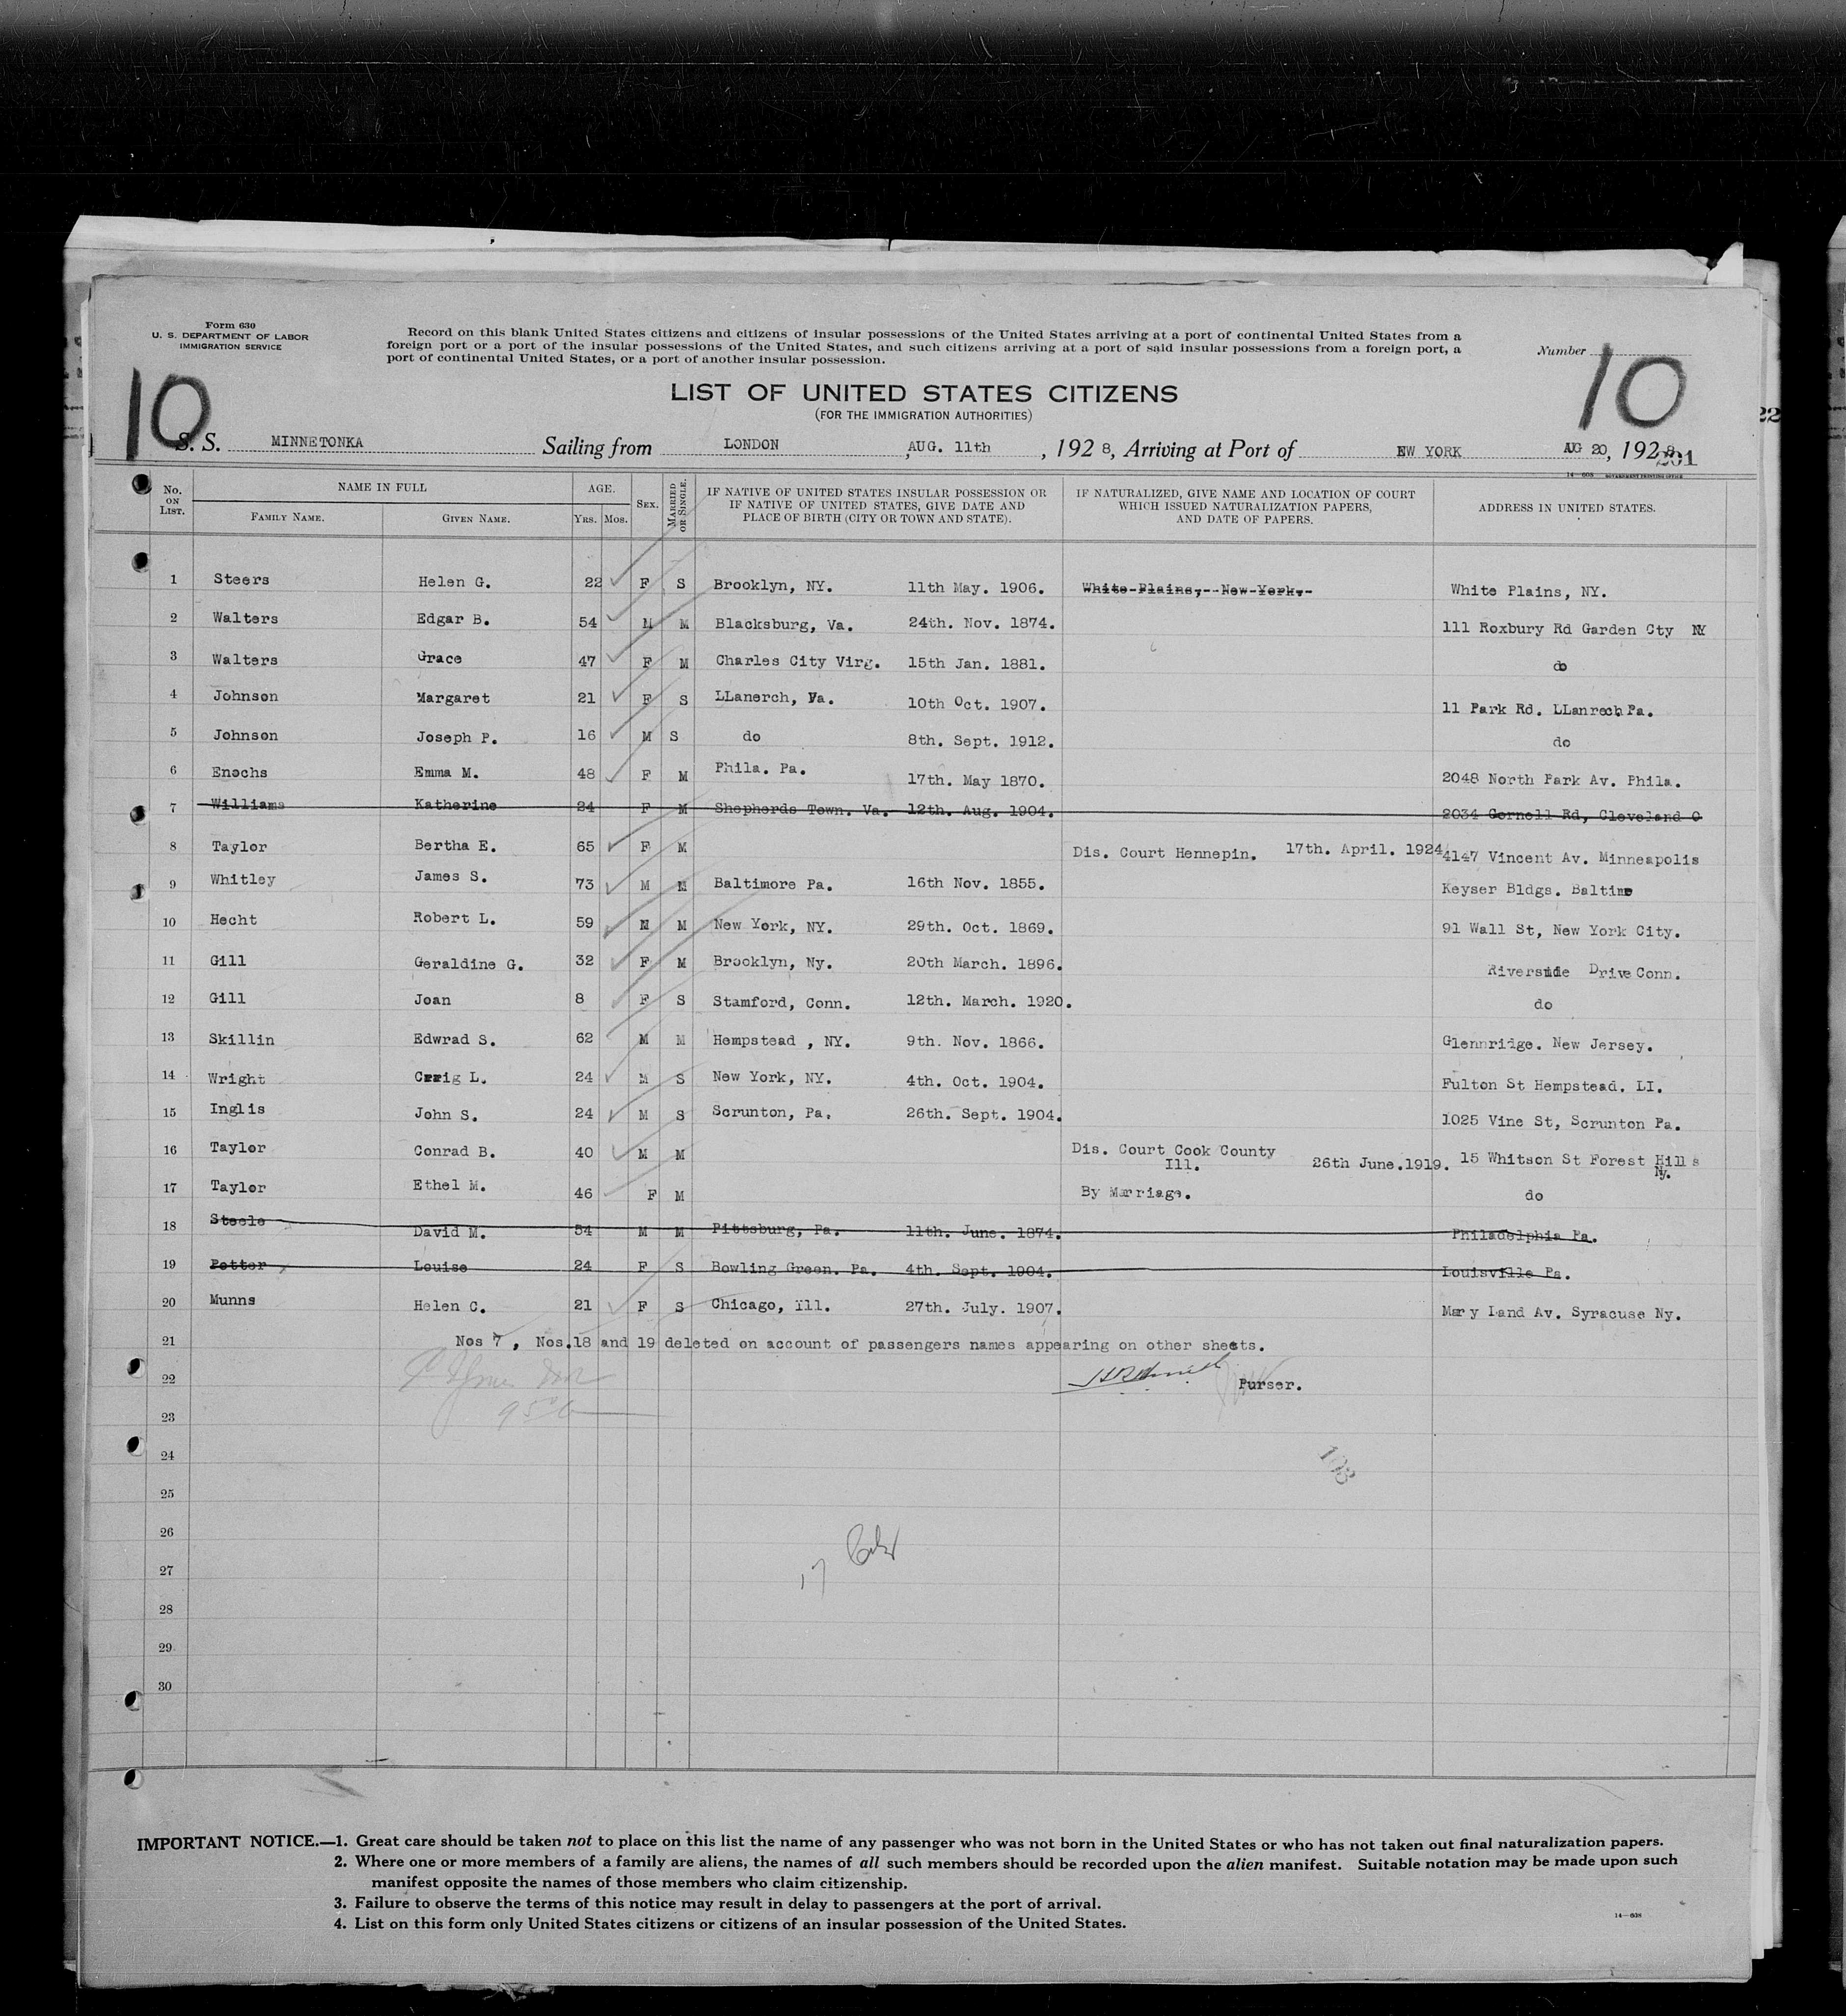 Form 630
U. S. DEPARTMENT OF LABOR
IMMIGRATION SERVICE
Record on this blank United States citizens and citizens of insular possessions of the United States arriving at a port of continental United States from a
foreign port or a port of the insular possessions of the United States, and such citizens arriving at a port of said insular possessions from a foreign port, a
port of continental United States, or a port of another insular possession.
Number
10
10
LIST OF UNITED STATES CITIZENS
(FOR THE IMMIGRATION AUTHORITIES)
S. S. MINNETONKA Sailing from LONDON , AUG. 11th , 192 8, Arriving at Port of EW YORK AUG 20, 192 8.
201
22
14—608 GOVERNMENT PRINTING OFFICE
No. ON LIST. NAME IN FULL AGE. SEX. MARRIED OR SINGLE. IF NATIVE OF UNITED STATES INSULAR POSSESSION OR IF NATIVE OF UNITED STATES, GIVE DATE AND PLACE OF BIRTH (CITY OR TOWN AND STATE). IF NATURALIZED, GIVE NAME AND LOCATION OF COURT WHICH ISSUED NATURALIZATION PAPERS, AND DATE OF PAPERS. ADDRESS IN UNITED STATES.
FAMILY NAME. GIVEN NAME. YRS. MOS.
1 Steers Helen G. 22 F S Brooklyn, NY. 11th May. 1906. White-Plains,--New-York,- White Plains, NY.
2 Walters Edgar B. 54 M M Blacksburg, Va. 24th. Nov. 1874. 111 Roxbury Rd Garden Cty NY
3 Walters Grace 47 F M Charles City Virg. 15th Jan. 1881. do
4 Johnson Margaret 21 F S LLanerch, Va. 10th Oct. 1907. 11 Park Rd. LLanrech Pa.
5 Johnson Joseph P. 16 M S do 8th. Sept. 1912. do
6 Enochs Emma M. 48 F M Phila. Pa. 17th. May 1870. 2048 North Park Av. Phila.
7 Williams Katherine 24 F M Shepherds Town. Va. 12th. Aug. 1904. 2034 Cornell Rd, Cleveland O
8 Taylor Bertha E. 65 F M Dis. Court Hennepin. 17th. April. 1924 4147 Vincent Av. Minneapolis
9 Whitley James S. 73 M M Baltimore Pa. 16th Nov. 1855. Keyser Bldgs. Baltime
10 Hecht Robert L. 59 M M New York, NY. 29th. Oct. 1869. 91 Wall St, New York City.
11 Gill Geraldine G. 32 F M Brooklyn, Ny. 20th March. 1896. Riverside Drive Conn.
12 Gill Joan 8 F S Stamford, Conn. 12th. March. 1920. do
13 Skillin Edwrad S. 62 M M Hempstead , NY. 9th. Nov. 1866. Glennridge. New Jersey.
14 Wright Craig L. 24 M S New York, NY. 4th. Oct. 1904. Fulton St Hempstead. LI.
15 Inglis John S. 24 M S Scrunton, Pa. 26th. Sept. 1904. 1025 Vine St, Scrunton Pa.
16 Taylor Conrad B. 40 M M Dis. Court Cook County Ill. 26th June.1919. 15 Whitson St Forest Hills Ny.
17 Taylor Ethel M. 46 F M By Marriage. do
18 Steele David M. 54 M M Pittsburg, Pa. 11th. June. 1874. Philadelphia Pa.
19 Potter Louise 24 F S Bowling Green. Pa. 4th. Sept. 1904. Louisville Pa.
20 Munns Helen C. 21 F S Chicago, Ill. 27th. July. 1907. Mary Land Av. Syracuse Ny.
21 Nos 7 , Nos.18 and 19 deleted on account of passengers names appearing on other sheets.
22 Purser.
23
24
25
26
27 17
28
29
30
IMPORTANT NOTICE.—1. Great care should be taken not to place on this list the name of any passenger who was not born in the United States or who has not taken out final naturalization papers.
2. Where one or more members of a family are aliens, the names of all such members should be recorded upon the alien manifest. Suitable notation may be made upon such
manifest opposite the names of those members who claim citizenship.
3. Failure to observe the terms of this notice may result in delay to passengers at the port of arrival.
4. List on this form only United States citizens or citizens of an insular possession of the United States.
14—608